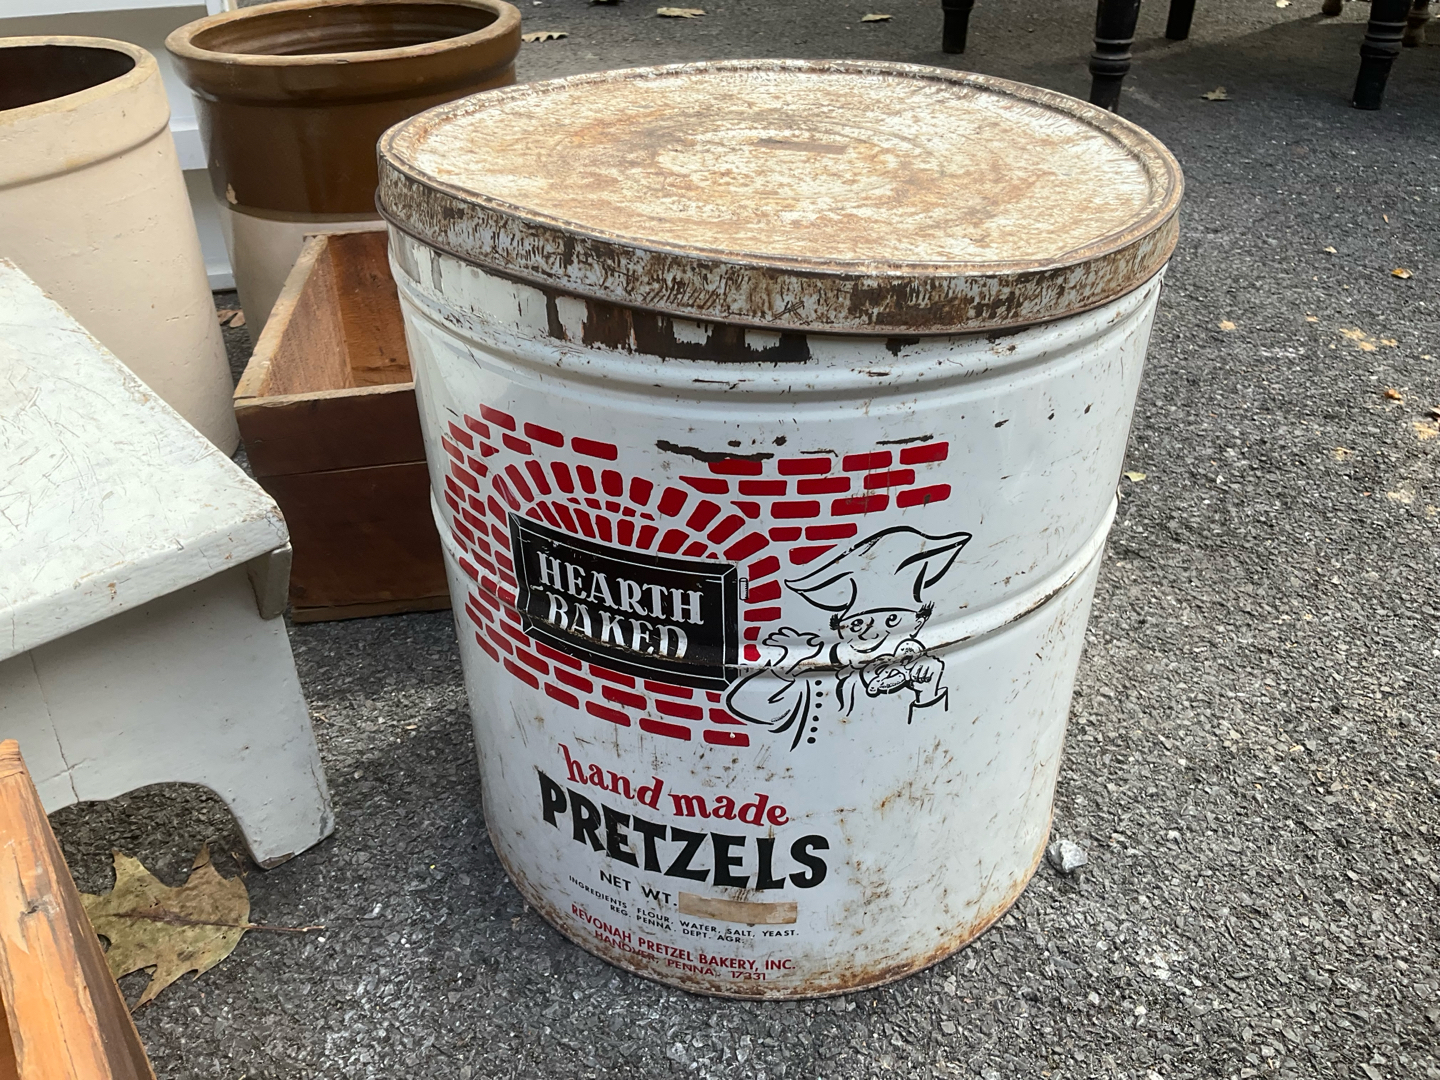 HEARTH
BAKED
hand made
PRETZELS
NET WT.
INGREDIENTS FLOUR, WATER, SALT, YEAST.
REG. PENNA. DEPT. AGR.
REVONAH PRETZEL BAKERY, INC.
HANOVER, PENNA. 17331